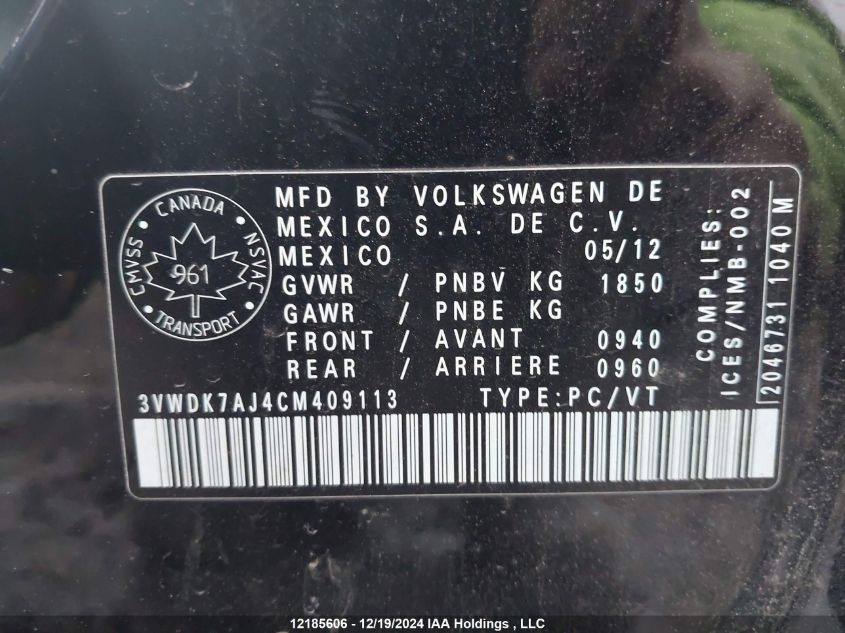 CANADA
CMVSS
NSVAC
961
TRANSPORT
MFD BY VOLKSWAGEN DE
MEXICO S.A. DE C.V.
MEXICO 05/12
GVWR / PNBV KG 1850
GAWR / PNBE KG
FRONT / AVANT 0940
REAR / ARRIERE 0960
3VWDK7AJ4CM409113 TYPE:PC/VT
COMPLIES:
ICES/NMB-002
2046731 1040 M
12185606 - 12/19/2024 IAA Holdings , LLC